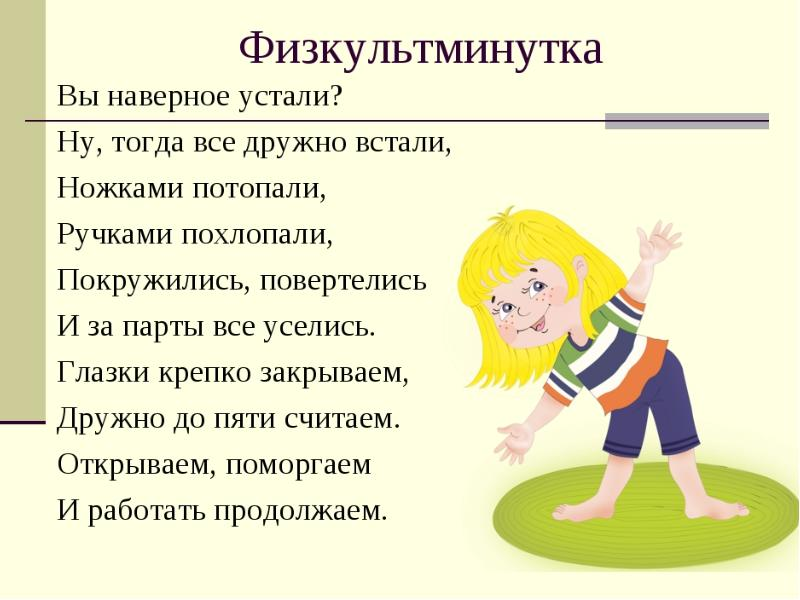 Физкультминутка
Вы наверное устали?
Ну, тогда все дружно встали,
Ножками потопали,
Ручками похлопали,
Покружились, повертелись
И за парты все уселись.
Глазки крепко закрываем,
Дружно до пяти считаем.
Открываем, поморгаем
И работать продолжаем.